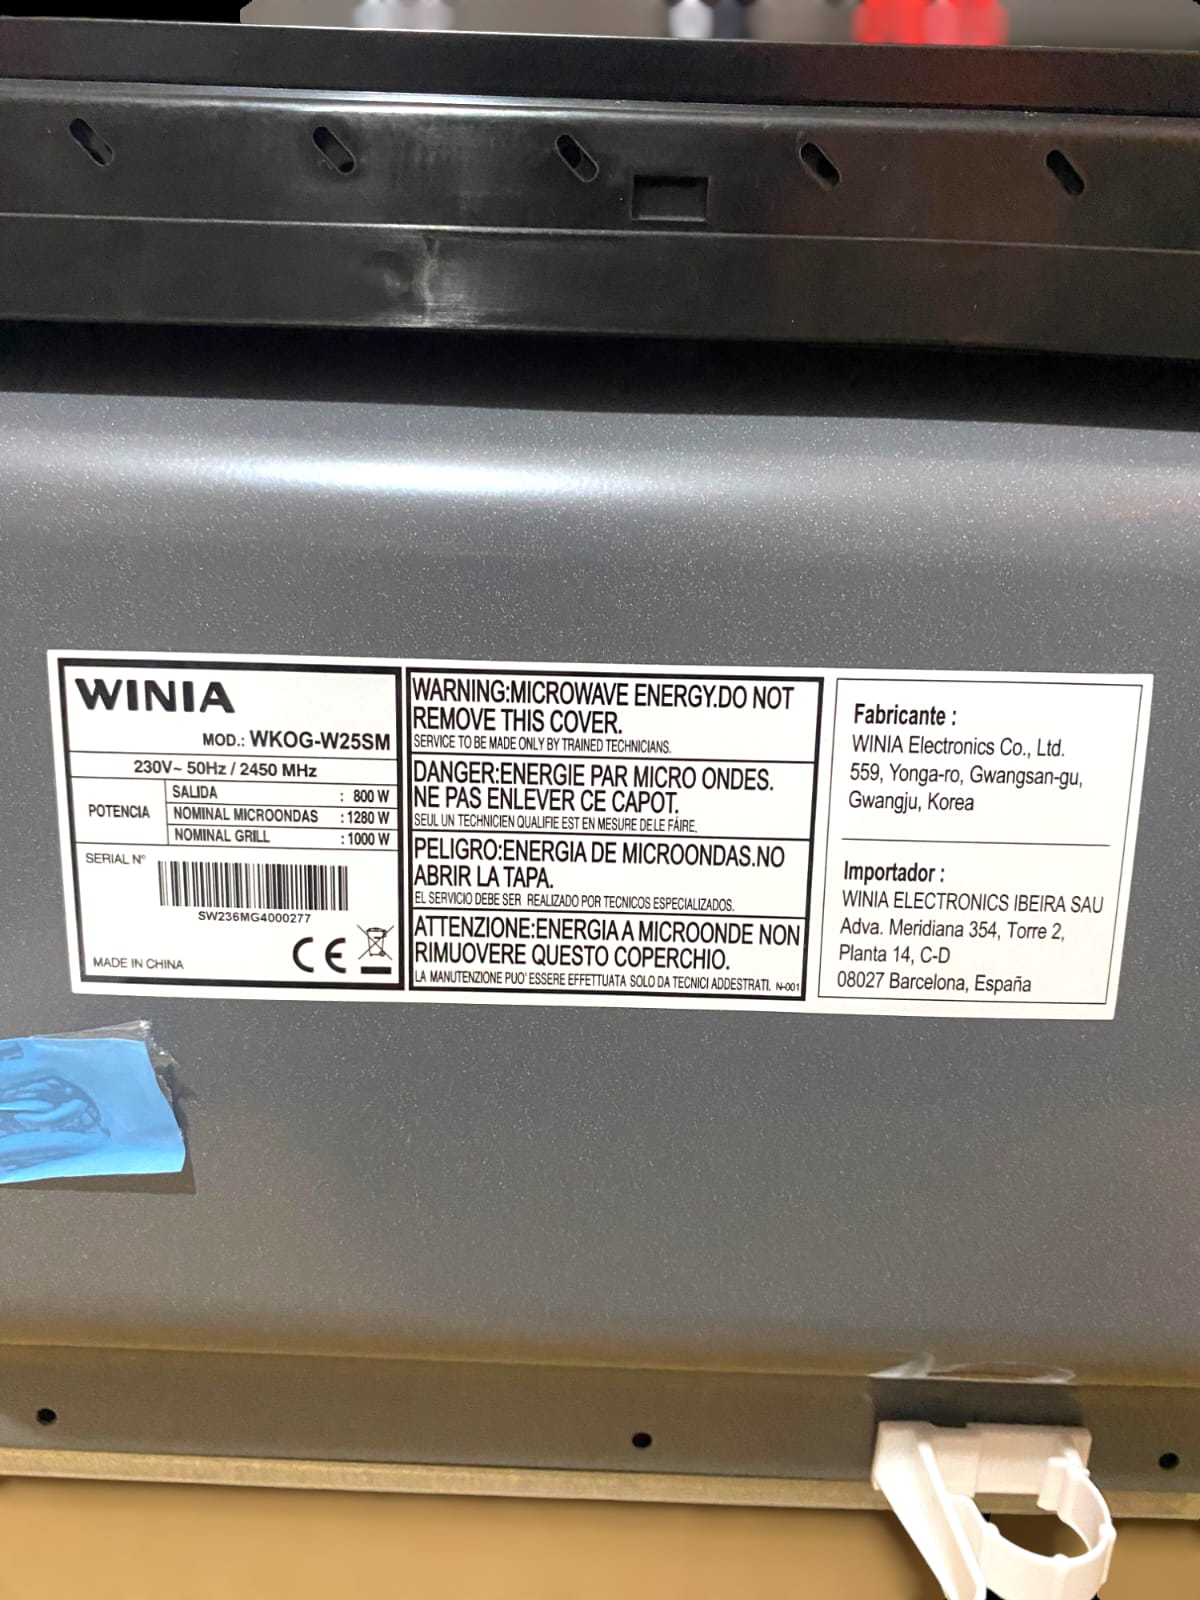 WINIA
MOD.: WKOG-W25SM
230V~ 50Hz / 2450 MHz
POTENCIA
SALIDA : 800 W
NOMINAL MICROONDAS : 1280 W
NOMINAL GRILL : 1000 W
SERIAL Nº
SW236MG4000277
MADE IN CHINA
CE
WARNING:MICROWAVE ENERGY.DO NOT
REMOVE THIS COVER.
SERVICE TO BE MADE ONLY BY TRAINED TECHNICIANS.
DANGER:ENERGIE PAR MICRO ONDES.
NE PAS ENLEVER CE CAPOT.
SEUL UN TECHNICIEN QUALIFIE EST EN MESURE DE LE FÁIRE.
PELIGRO:ENERGIA DE MICROONDAS.NO
ABRIR LA TAPA.
EL SERVICIO DEBE SER REALIZADO POR TECNICOS ESPECIALIZADOS.
ATTENZIONE:ENERGIA A MICROONDE NON
RIMUOVERE QUESTO COPERCHIO.
LA MANUTENZIONE PUO' ESSERE EFFETTUATA SOLO DA TECNICI ADDESTRATI. N-001
Fabricante :
WINIA Electronics Co., Ltd.
559, Yonga-ro, Gwangsan-gu,
Gwangju, Korea
Importador :
WINIA ELECTRONICS IBEIRA SAU
Adva. Meridiana 354, Torre 2,
Planta 14, C-D
08027 Barcelona, España